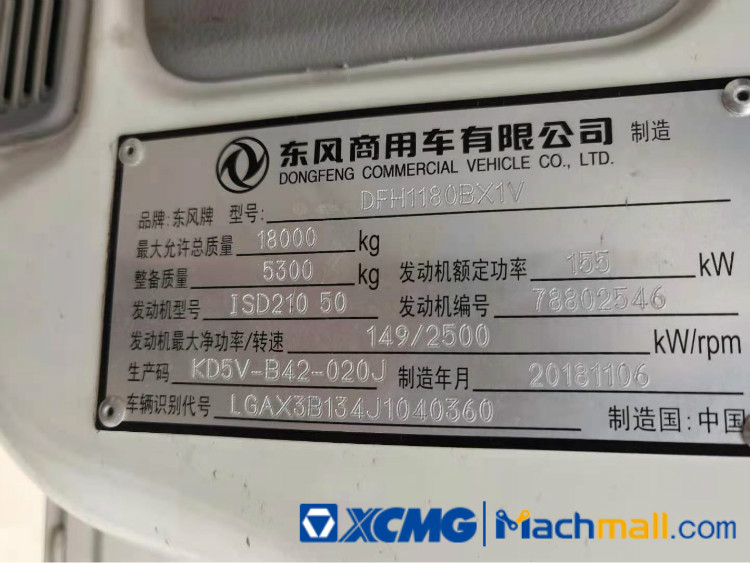 东风商用车有限公司 制造
DONGFENG COMMERCIAL VEHICLE CO., LTD.
品牌:东风牌 型号: DFH1180BX1V
最大允许总质量 18000 kg
整备质量 5300 kg 发动机额定功率 155 kW
发动机型号 ISD210 50 发动机编号 78802546
发动机最大净功率/转速 149/2500 kW/rpm
生产码 KD5V-B42-020J 制造年月 20181106
车辆识别代号 LGAX3B134J1040360 制造国:中国
XCMG Machmall.com